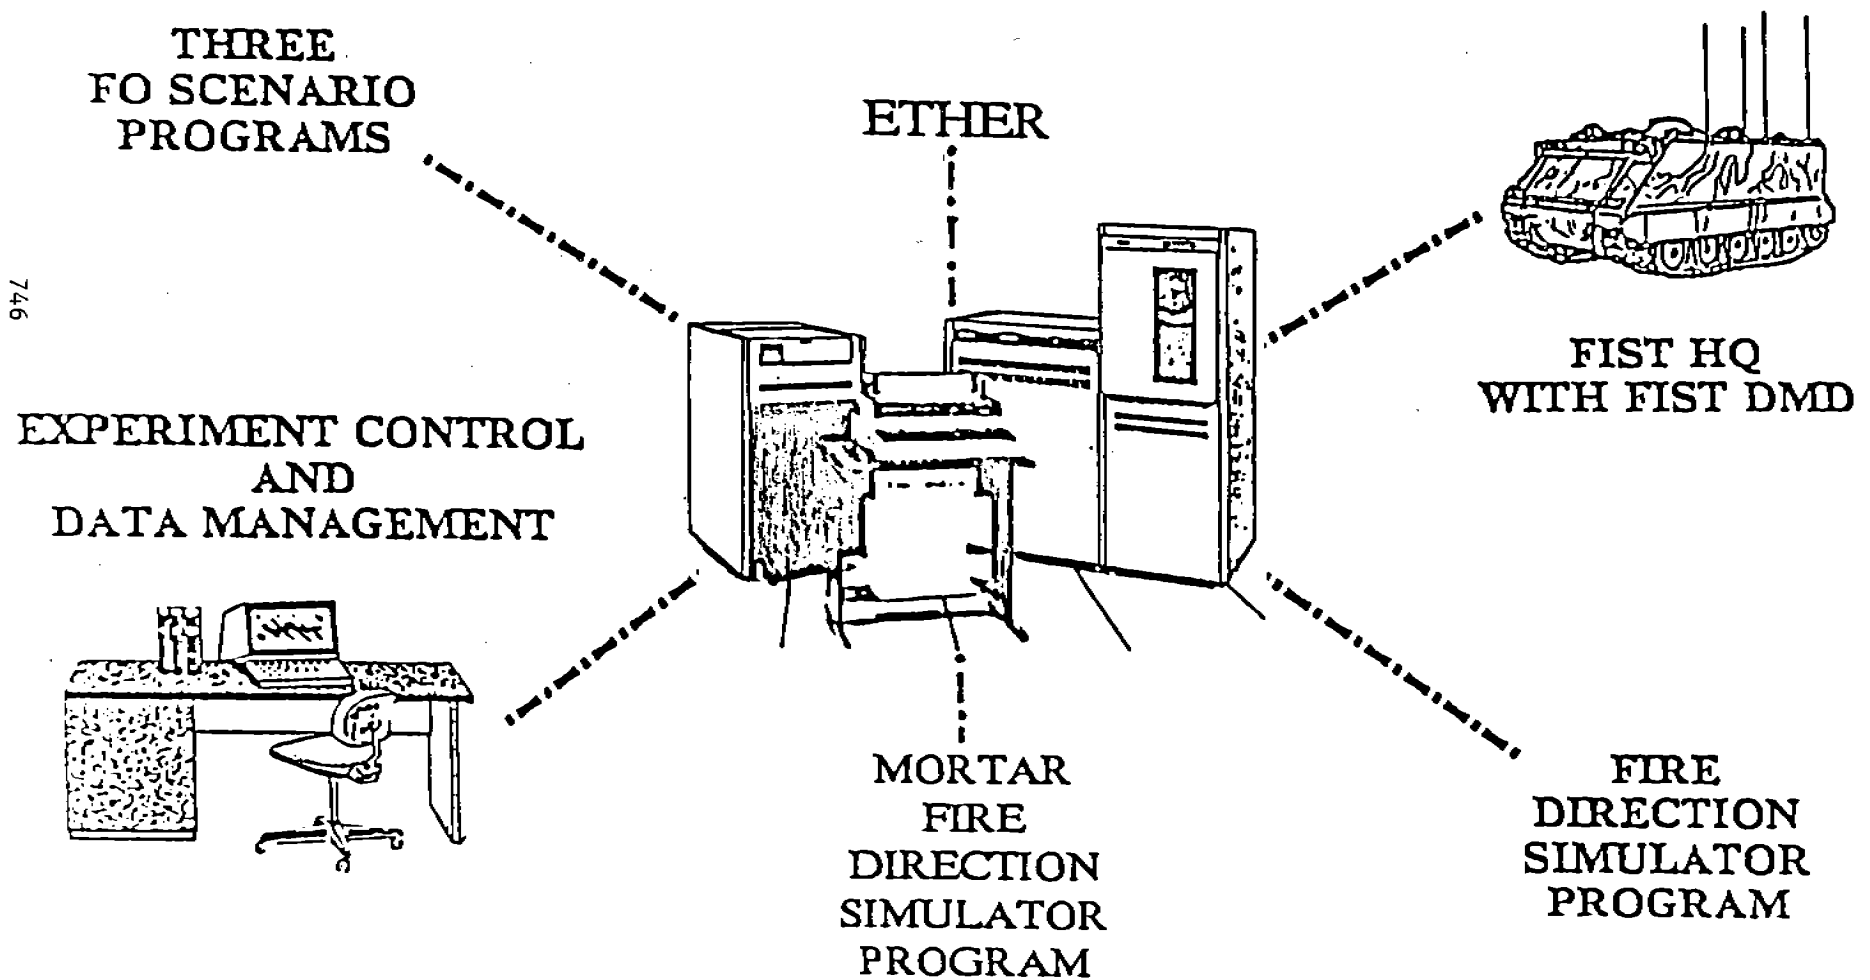 THREE
FO SCENARIO
PROGRAMS
ETHER
746
FIST HQ
WITH FIST DMD
EXPERIMENT CONTROL
AND
DATA MANAGEMENT
MORTAR
FIRE
DIRECTION
SIMULATOR
PROGRAM
FIRE
DIRECTION
SIMULATOR
PROGRAM